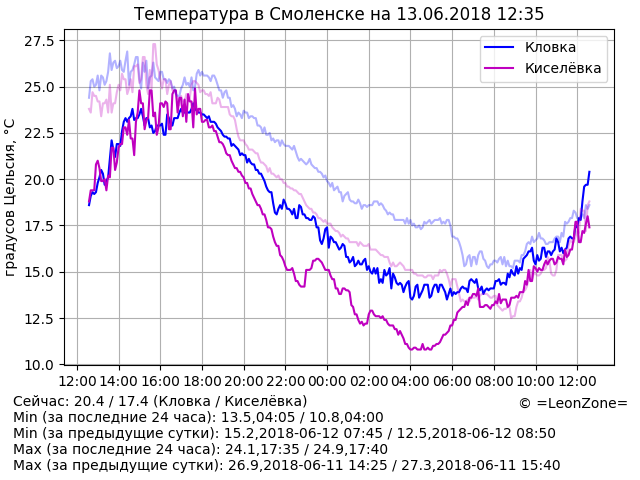 Температура в Смоленске на 13.06.2018 12:35
27.5
25.0
22.5
20.0
17.5
15.0
12.5
10.0
градусов Цельсия, °C
Кловка
Киселёвка
12:00 14:00 16:00 18:00 20:00 22:00 00:00 02:00 04:00 06:00 08:00 10:00 12:00
Сейчас: 20.4 / 17.4 (Кловка / Киселёвка)
© =LeonZone=
Min (за последние 24 часа): 13.5,04:05 / 10.8,04:00
Min (за предыдущие сутки): 15.2,2018-06-12 07:45 / 12.5,2018-06-12 08:50
Max (за последние 24 часа): 24.1,17:35 / 24.9,17:40
Max (за предыдущие сутки): 26.9,2018-06-11 14:25 / 27.3,2018-06-11 15:40